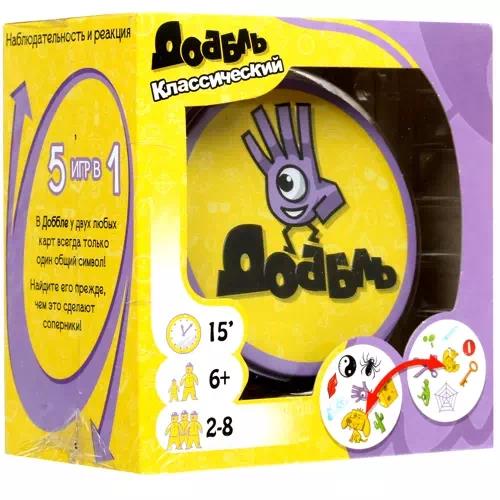 Наблюдательность и реакция
5 ИГР В 1
В Доббле у двух любых
карт всегда только
один общий символ!
Найдите его прежде,
чем это сделают
соперники!
Доббль
Классический
Доббль
15’
6+
2-8